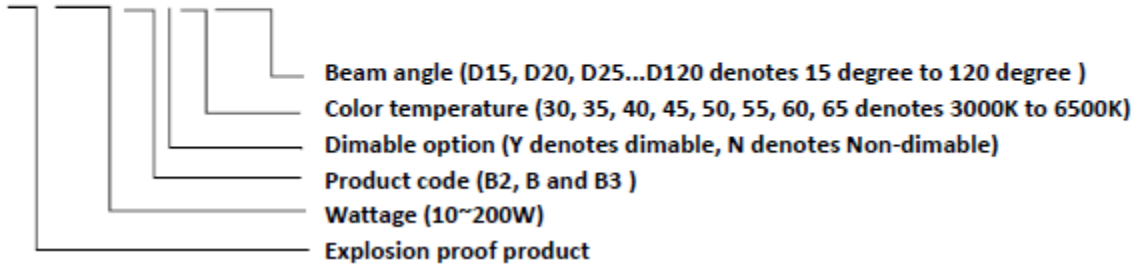 Beam angle (D15, D20, D25...D120 denotes 15 degree to 120 degree )
Color temperature (30, 35, 40, 45, 50, 55, 60, 65 denotes 3000K to 6500K)
Dimable option (Y denotes dimable, N denotes Non-dimable)
Product code (B2, B and B3 )
Wattage (10~200W)
Explosion proof product